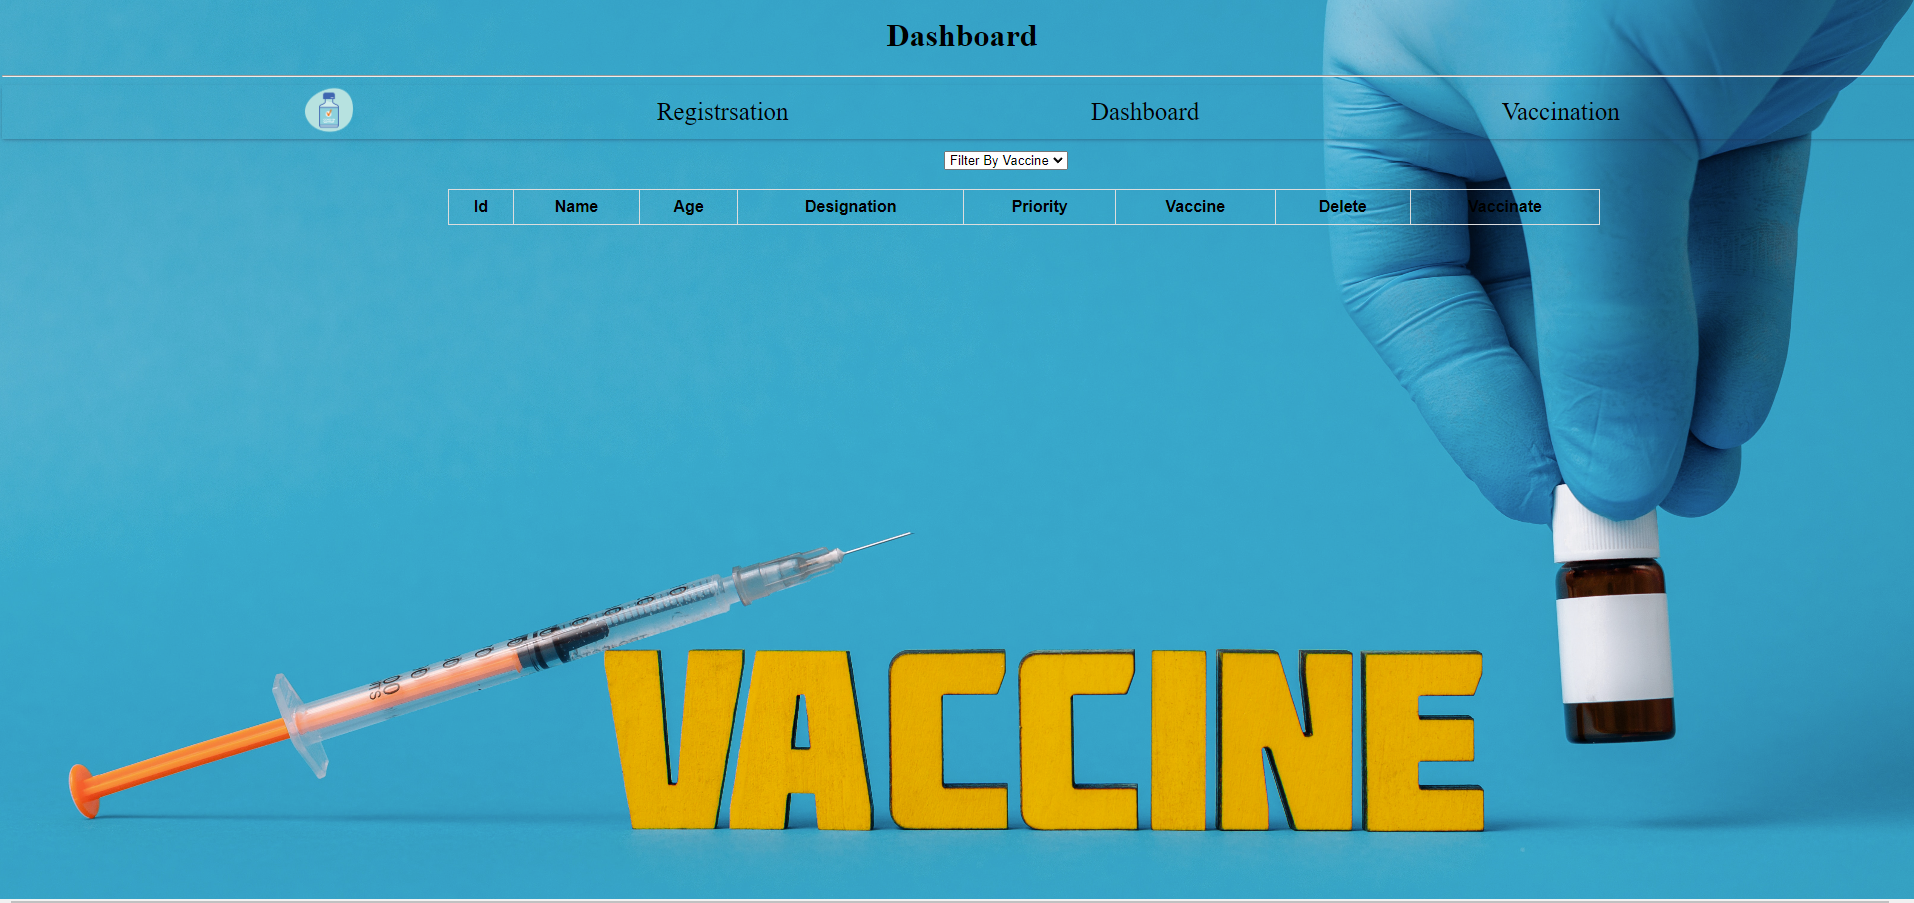 Dashboard
Registrsation Dashboard Vaccination
Filter By Vaccine
Id Name Age Designation Priority Vaccine Delete Vaccinate
VACCINE